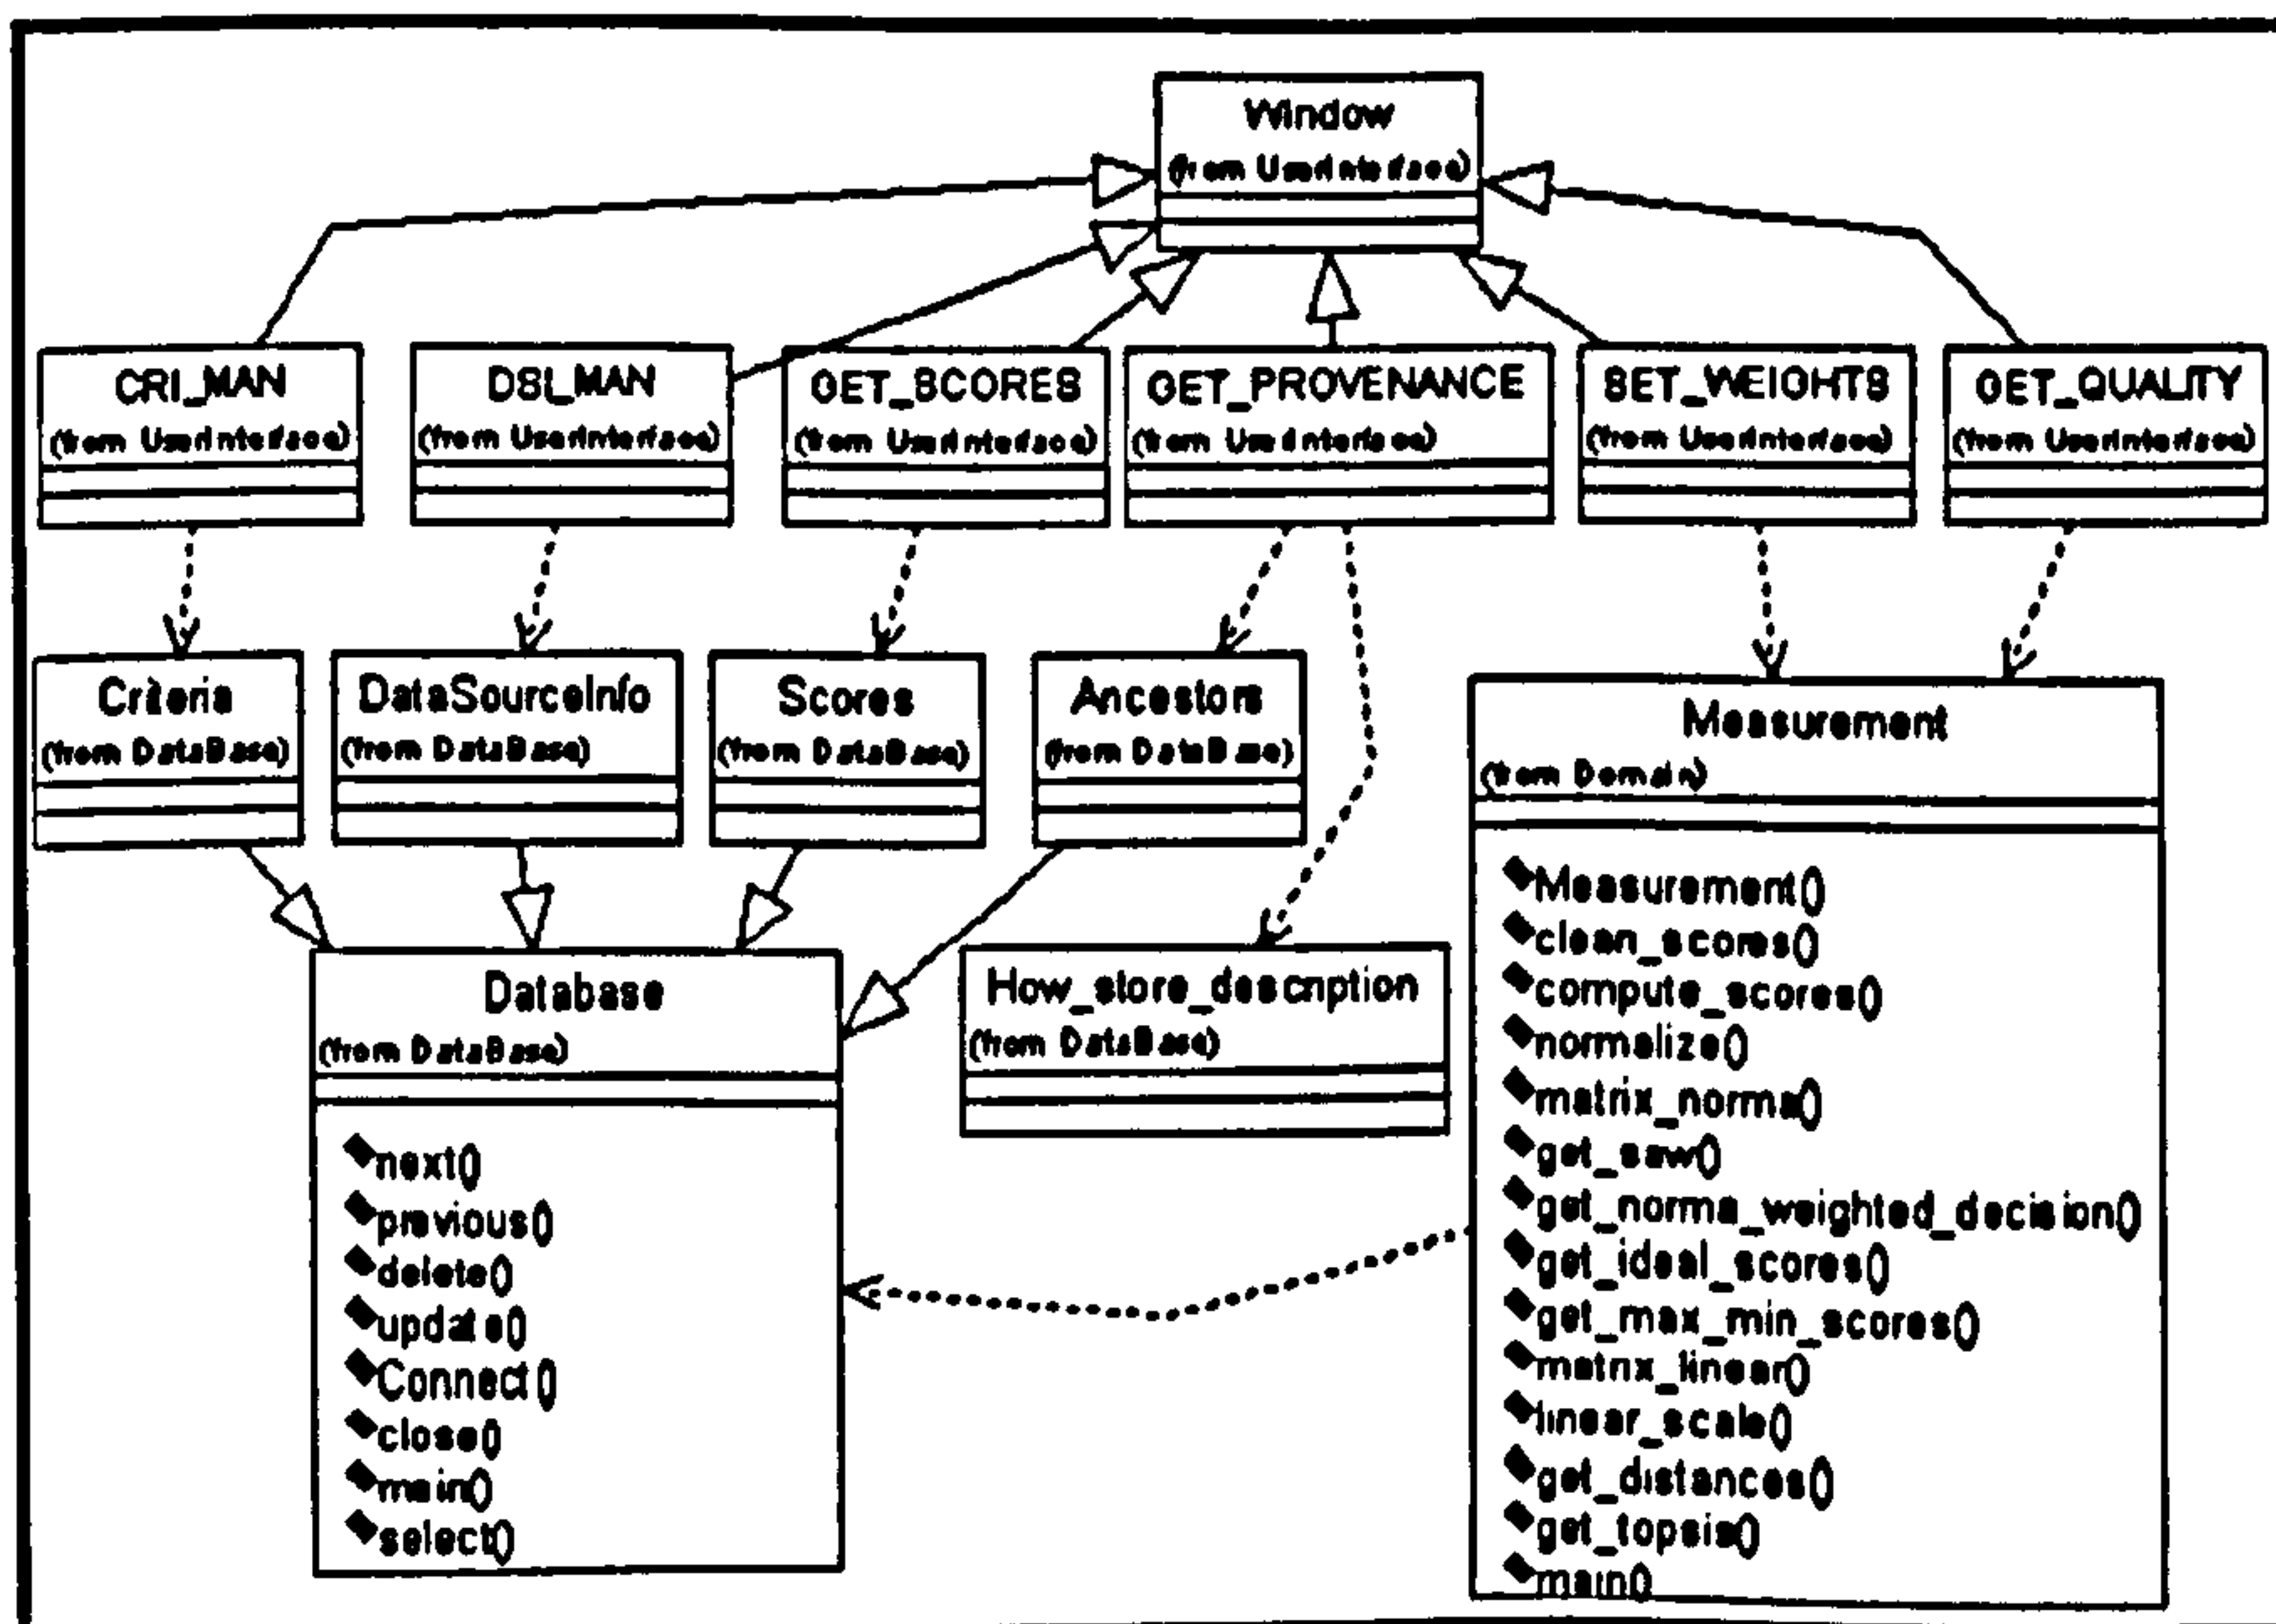 Window
(from UserInterface)
CRI_MAN
(from UserInterface)
DSI_MAN
(from UserInterface)
GET_SCORES
(from UserInterface)
GET_PROVENANCE
(from UserInterface)
SET_WEIGHTS
(from UserInterface)
GET_QUALITY
(from UserInterface)
Criteria
(from DataBase)
DataSourceInfo
(from DataBase)
Scores
(from DataBase)
Ancestors
(from DataBase)
Measurement
(from Domain)
Measurement()
clean_scores()
compute_scores()
normalize()
matrix_norma()
get_saw()
get_norma_weighted_decision()
get_ideal_scores()
get_max_min_scores()
matrix_linear()
linear_scale()
get_distances()
get_topsis()
main()
Database
(from DataBase)
next()
previous()
delete()
update()
Connect()
close()
main()
select()
How_store_description
(from DataBase)